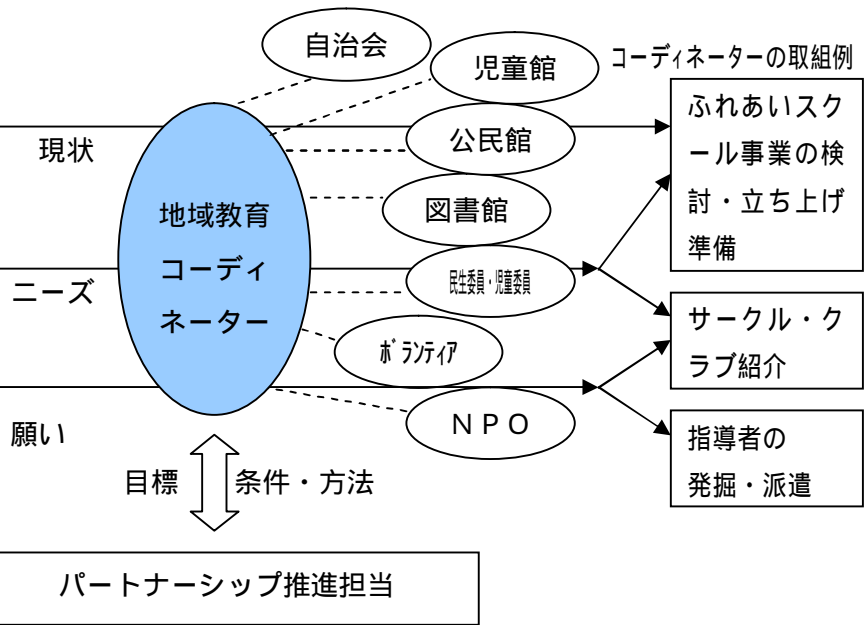 自治会
児童館
コーディネーターの取組例
現状
公民館
ふれあいスク
ール事業の検
討・立ち上げ
準備
図書館
地域教育
コーディ
ネーター
ニーズ
民生委員・児童委員
サークル・ク
ラブ紹介
ボランティア
願い
ＮＰＯ
指導者の
発掘・派遣
目標
条件・方法
パートナーシップ推進担当